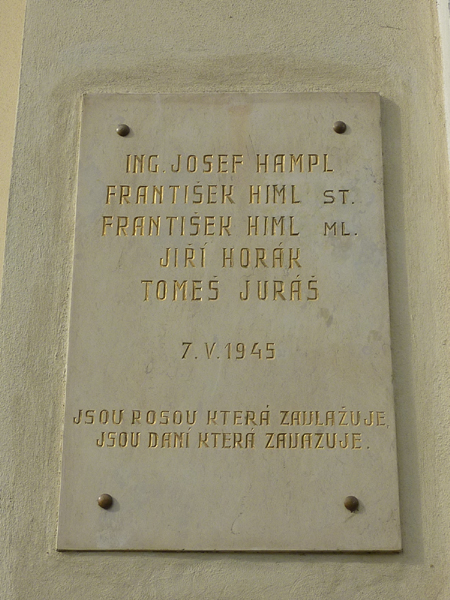 ING. JOSEF HAMPL
FRANTIŠEK HIML ST.
FRANTIŠEK HIML ML.
JIŘÍ HORÁK
TOMEŠ JURÁŠ
7. V. 1945
JSOU ROSOU KTERÁ ZAVLAŽUJE,
JSOU DANÍ KTERÁ ZAVAZUJE.